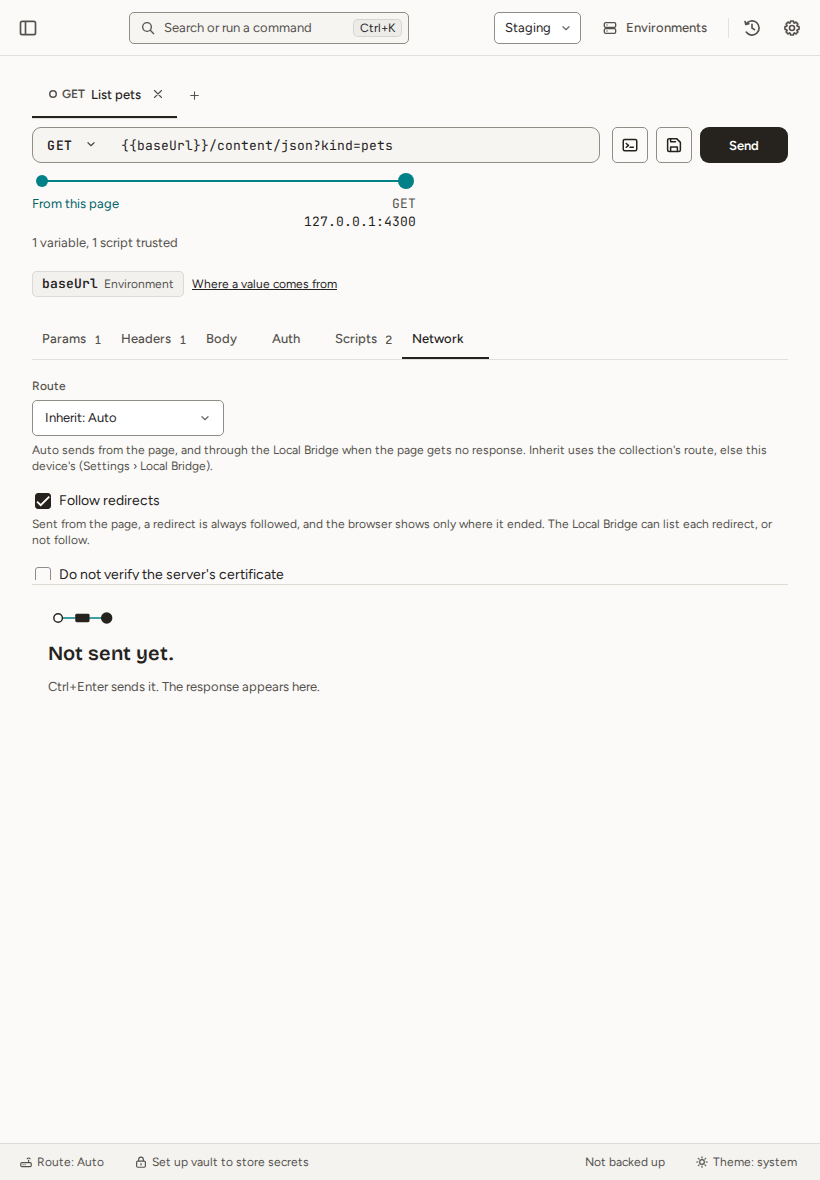 Search or run a command Ctrl+K Staging Environments
GET List pets
GET {{baseUrl}}/content/json?kind=pets Send
From this page GET
127.0.0.1:4300
1 variable, 1 script trusted
baseUrl Environment Where a value comes from
Params 1 Headers 1 Body Auth Scripts 2 Network
Route
Inherit: Auto
Auto sends from the page, and through the Local Bridge when the page gets no response. Inherit uses the collection's route, else this
device's (Settings › Local Bridge).
Follow redirects
Sent from the page, a redirect is always followed, and the browser shows only where it ended. The Local Bridge can list each redirect, or
not follow.
Do not verify the server's certificate
Not sent yet.
Ctrl+Enter sends it. The response appears here.
Route: Auto Set up vault to store secrets Not backed up Theme: system